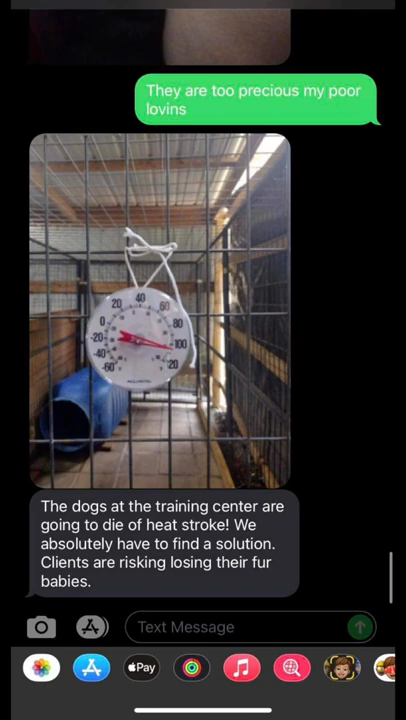 They are too precious my poor
lovins
40
20
60
0
80
-20
100
-40
-60
The dogs at the training center are
going to die of heat stroke! We
absolutely have to find a solution.
Clients are risking losing their fur
babies.
Text Message
Pay